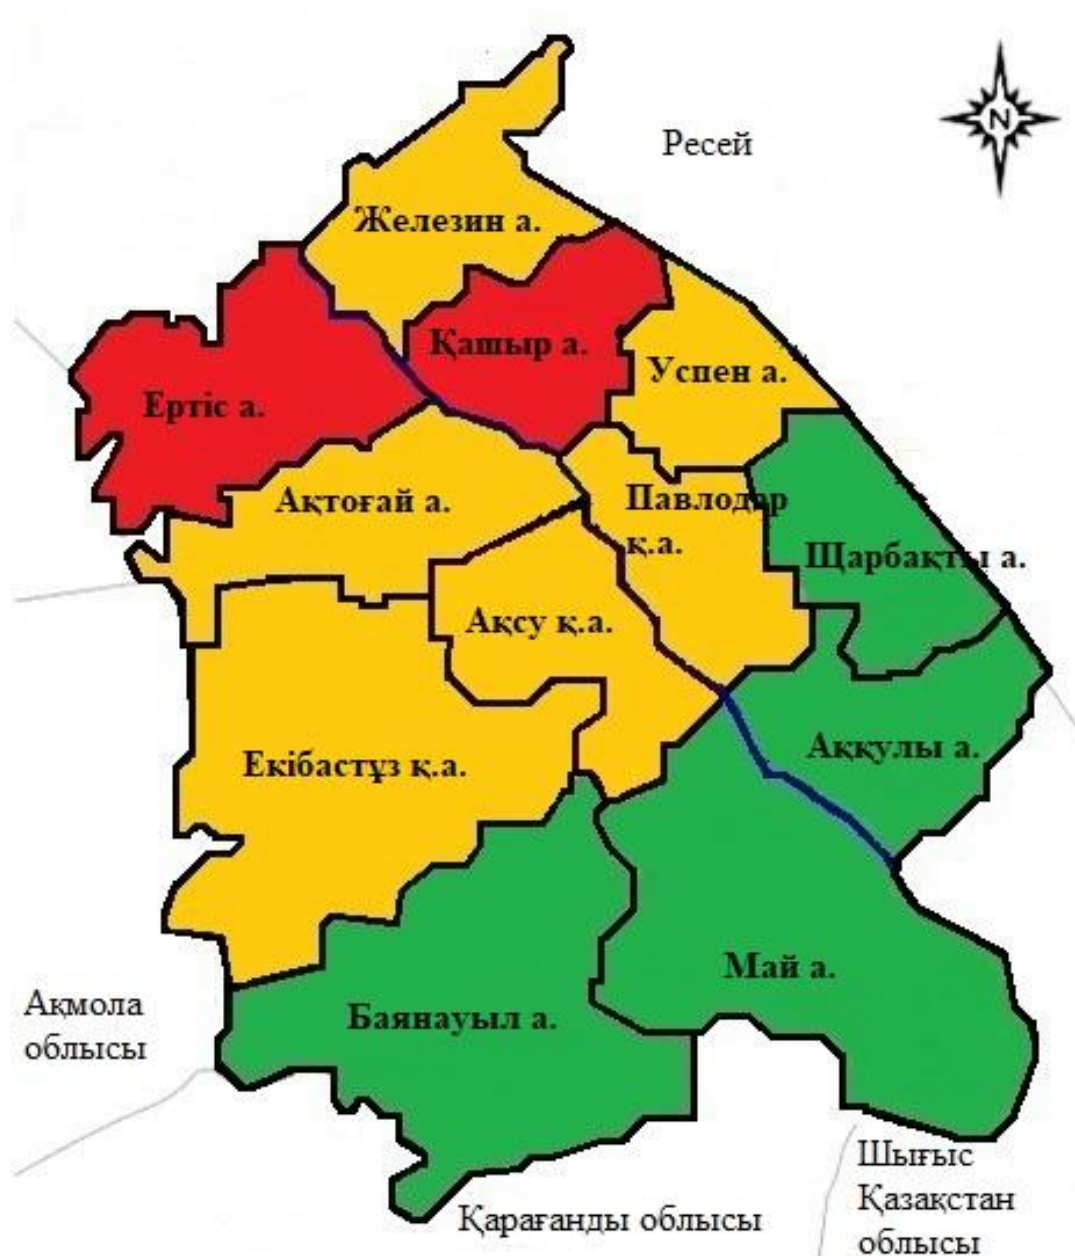 N
Ресей
Железин а.
Қашыр а.
Успен а.
Ертіс а.
Ақтоғай а.
Павлодар
қ.а.
Щарбақты а.
Ақсу қ.а.
Аққулы а.
Екібастұз қ.а.
Май а.
Баянауыл а.
Ақмола
облысы
Шығыс
Қазақстан
облысы
Қарағанды облысы